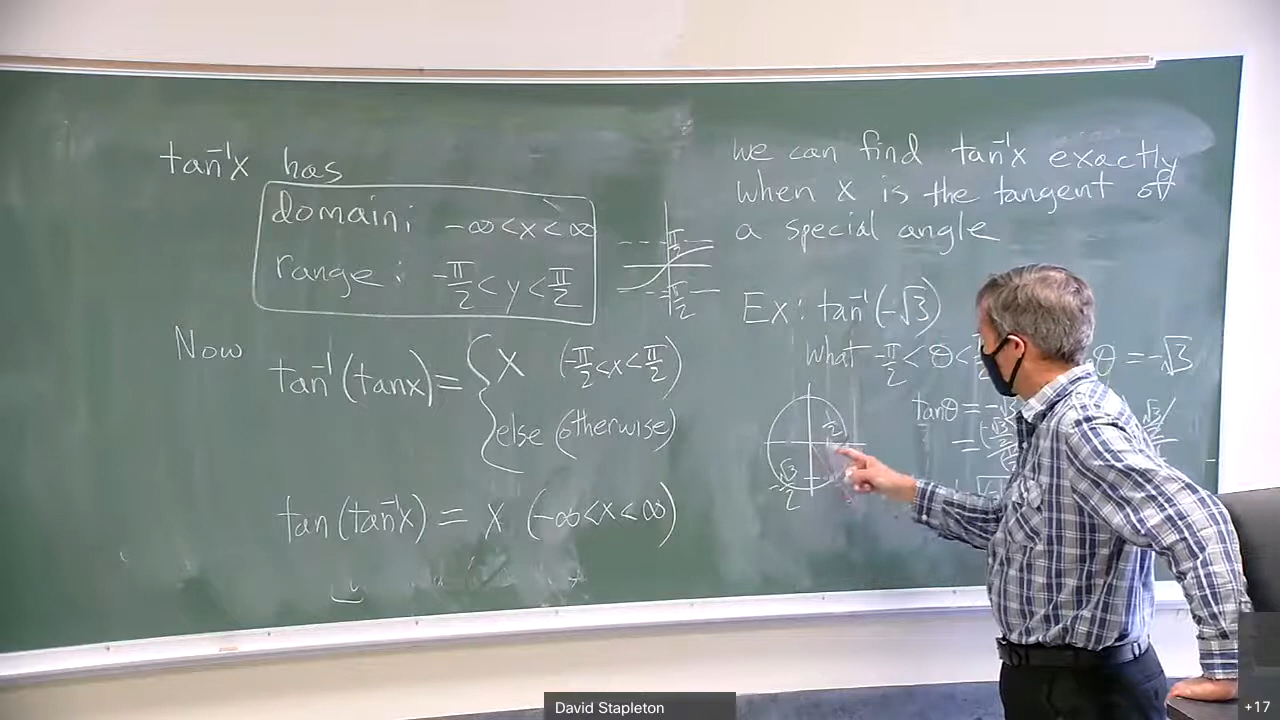 tan⁻¹x has
domain: -∞<x<∞
range: -π/2<y<π/2
π/2
-π/2
Now
tan⁻¹(tanx)= { x (-π/2<x<π/2)
else (otherwise)
tan(tan⁻¹x) = x (-∞<x<∞)
we can find tan⁻¹x exactly
when x is the tangent of
a special angle
Ex: tan⁻¹(-√3)
What -π/2<θ< θ = -√3
tanθ = -√3
1/2
-√3/2
David Stapleton
+17